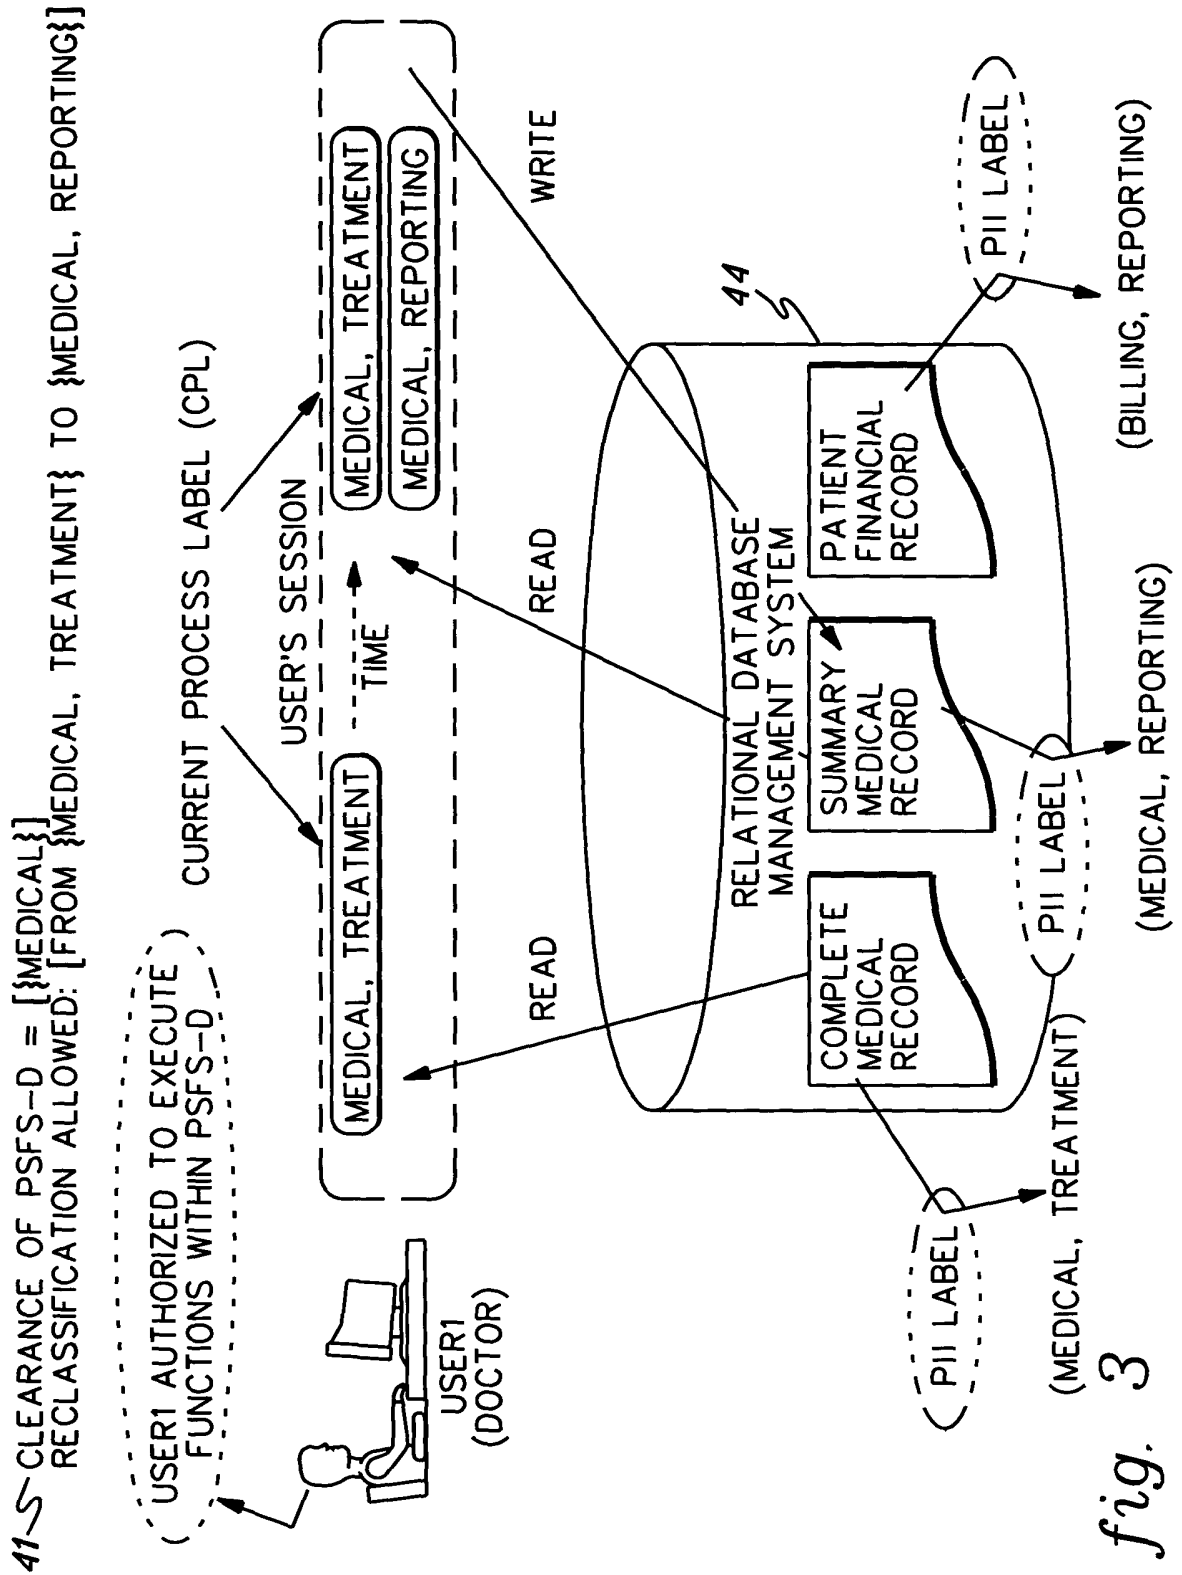 41
CLEARANCE OF PSFS-D = [{MEDICAL}]
RECLASSIFICATION ALLOWED: [FROM {MEDICAL, TREATMENT} TO {MEDICAL, REPORTING}]
USER1 AUTHORIZED TO EXECUTE
FUNCTIONS WITHIN PSFS-D
CURRENT PROCESS LABEL (CPL)
USER'S SESSION
MEDICAL, TREATMENT
TIME
MEDICAL, TREATMENT
MEDICAL, REPORTING
USER1
(DOCTOR)
READ
READ
WRITE
44
RELATIONAL DATABASE
MANAGEMENT SYSTEM
COMPLETE
MEDICAL
RECORD
SUMMARY
MEDICAL
RECORD
PATIENT
FINANCIAL
RECORD
PII LABEL
(MEDICAL, TREATMENT)
PII LABEL
(MEDICAL, REPORTING)
PII LABEL
(BILLING, REPORTING)
fig. 3